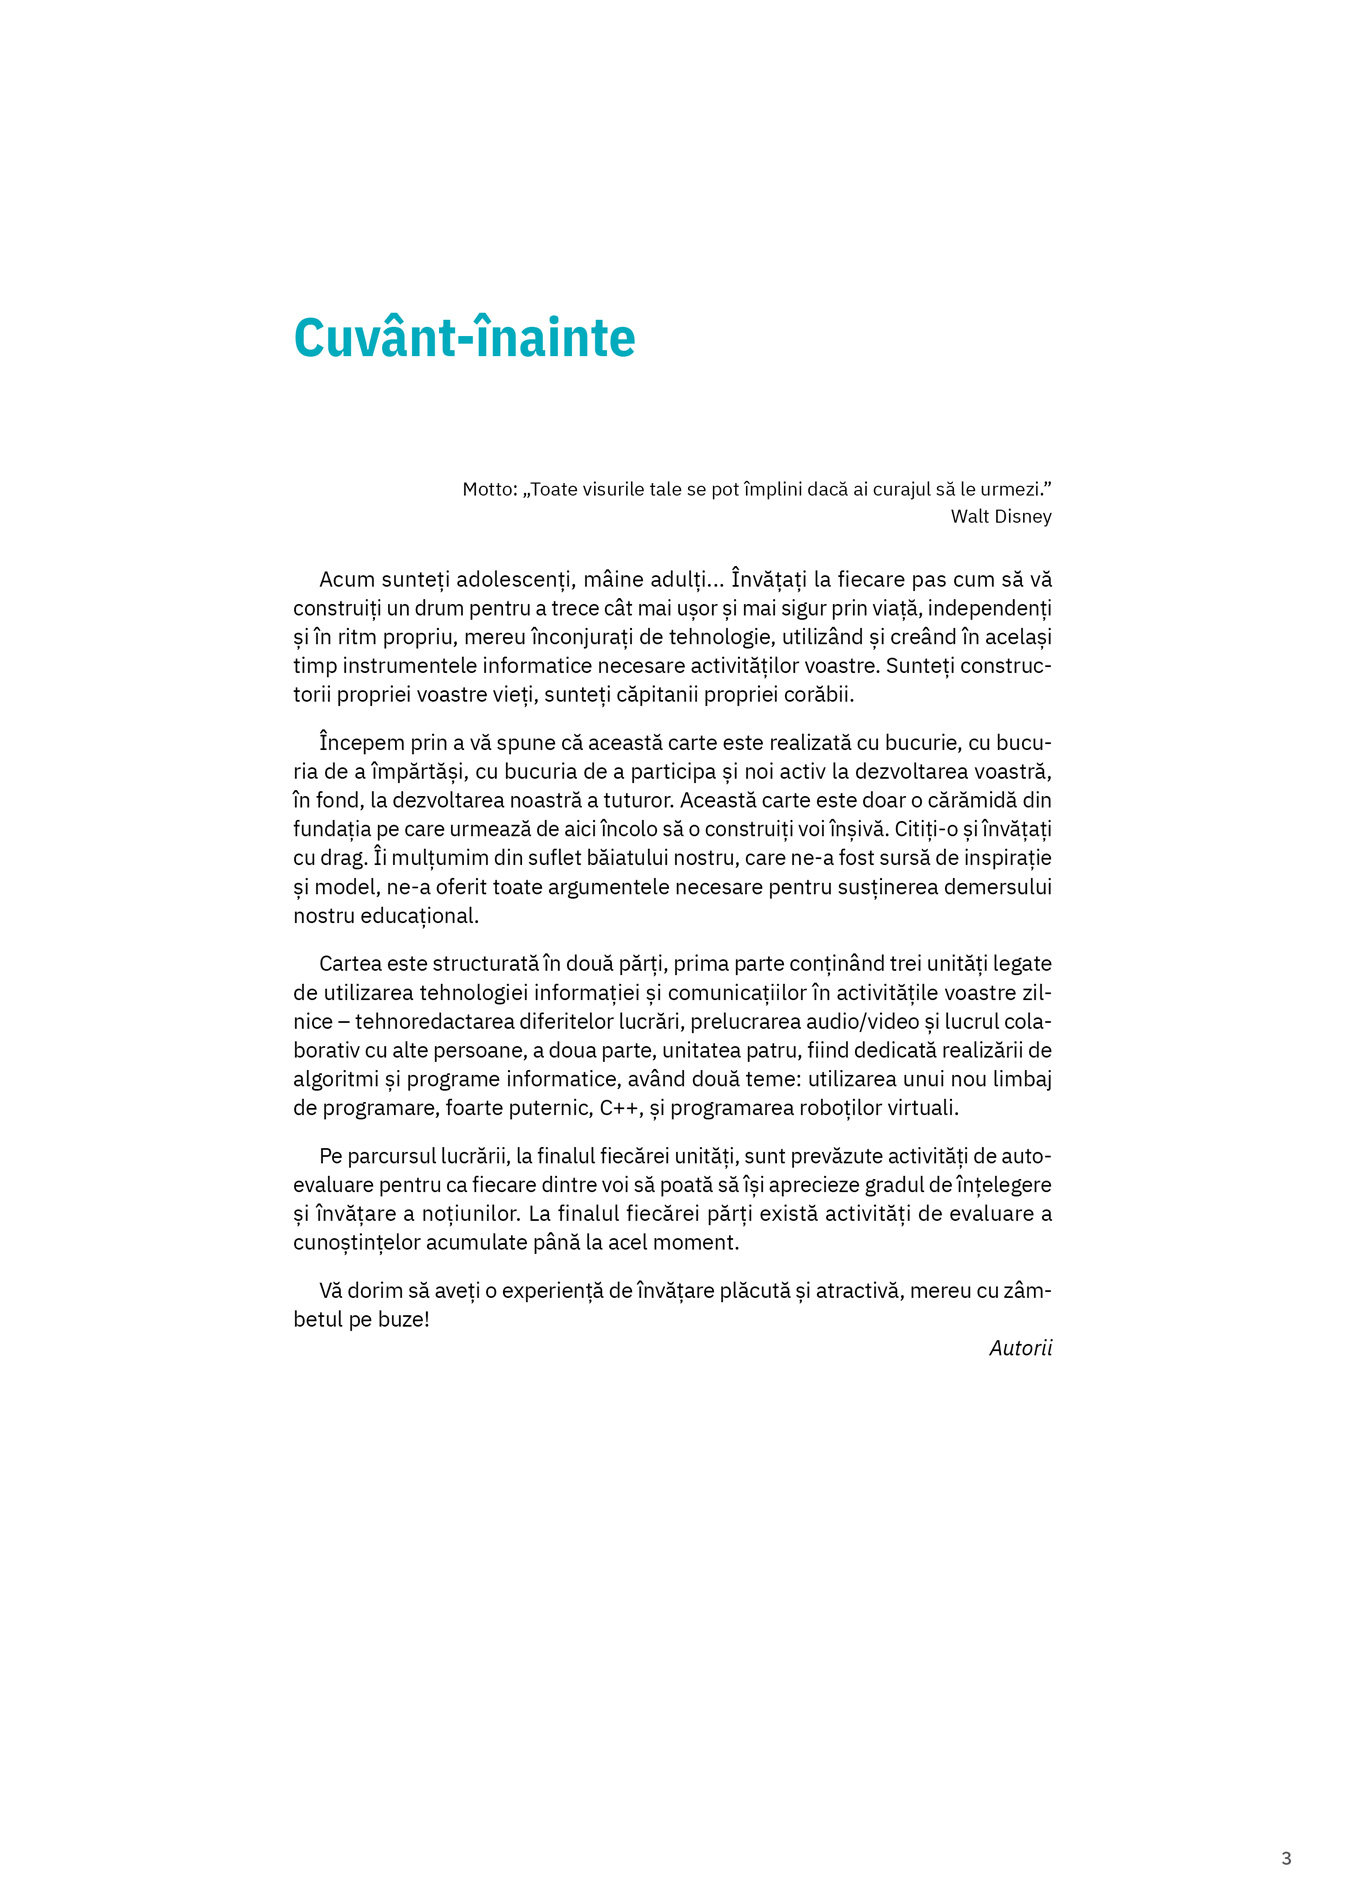 Cuvânt-înainte
Motto: „Toate visurile tale se pot împlini dacă ai curajul să le urmezi.”
Walt Disney
Acum sunteți adolescenți, mâine adulți... Învățați la fiecare pas cum să vă
construiți un drum pentru a trece cât mai ușor și mai sigur prin viață, independenți
și în ritm propriu, mereu înconjurați de tehnologie, utilizând și creând în același
timp instrumentele informatice necesare activităților voastre. Sunteți construc-
torii propriei voastre vieți, sunteți căpitanii propriei corăbii.
Începem prin a vă spune că această carte este realizată cu bucurie, cu bucu-
ria de a împărtăși, cu bucuria de a participa și noi activ la dezvoltarea voastră,
în fond, la dezvoltarea noastră a tuturor. Această carte este doar o cărămidă din
fundația pe care urmează de aici încolo să o construiți voi înșivă. Citiți-o și învățați
cu drag. Îi mulțumim din suflet băiatului nostru, care ne-a fost sursă de inspirație
și model, ne-a oferit toate argumentele necesare pentru susținerea demersului
nostru educațional.
Cartea este structurată în două părți, prima parte conținând trei unități legate
de utilizarea tehnologiei informației și comunicațiilor în activitățile voastre zil-
nice – tehnoredactarea diferitelor lucrări, prelucrarea audio/video și lucrul cola-
borativ cu alte persoane, a doua parte, unitatea patru, fiind dedicată realizării de
algoritmi și programe informatice, având două teme: utilizarea unui nou limbaj
de programare, foarte puternic, C++, și programarea roboților virtuali.
Pe parcursul lucrării, la finalul fiecărei unități, sunt prevăzute activități de auto-
evaluare pentru ca fiecare dintre voi să poată să își aprecieze gradul de înțelegere
și învățare a noțiunilor. La finalul fiecărei părți există activități de evaluare a
cunoștințelor acumulate până la acel moment.
Vă dorim să aveți o experiență de învățare plăcută și atractivă, mereu cu zâm-
betul pe buze!
Autorii
3